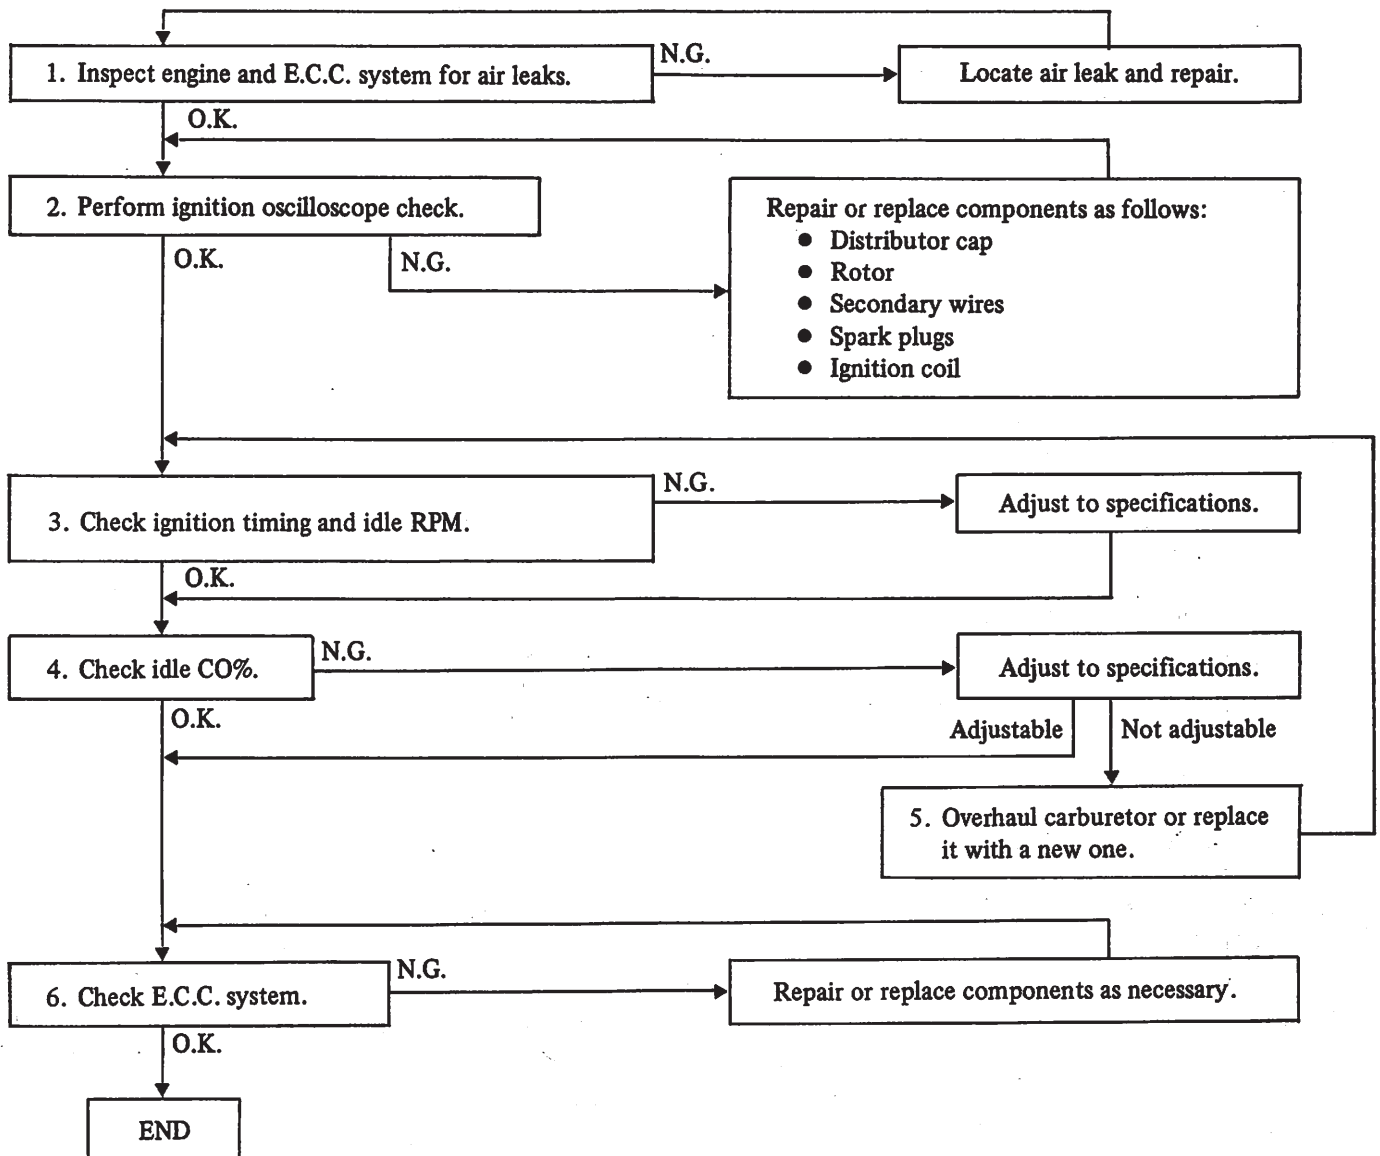 1. Inspect engine and E.C.C. system for air leaks.
N.G.
Locate air leak and repair.
O.K.
2. Perform ignition oscilloscope check.
O.K.
N.G.
Repair or replace components as follows:
● Distributor cap
● Rotor
● Secondary wires
● Spark plugs
● Ignition coil
3. Check ignition timing and idle RPM.
N.G.
Adjust to specifications.
O.K.
4. Check idle CO%.
N.G.
Adjust to specifications.
O.K.
Adjustable
Not adjustable
5. Overhaul carburetor or replace
it with a new one.
6. Check E.C.C. system.
N.G.
Repair or replace components as necessary.
O.K.
END